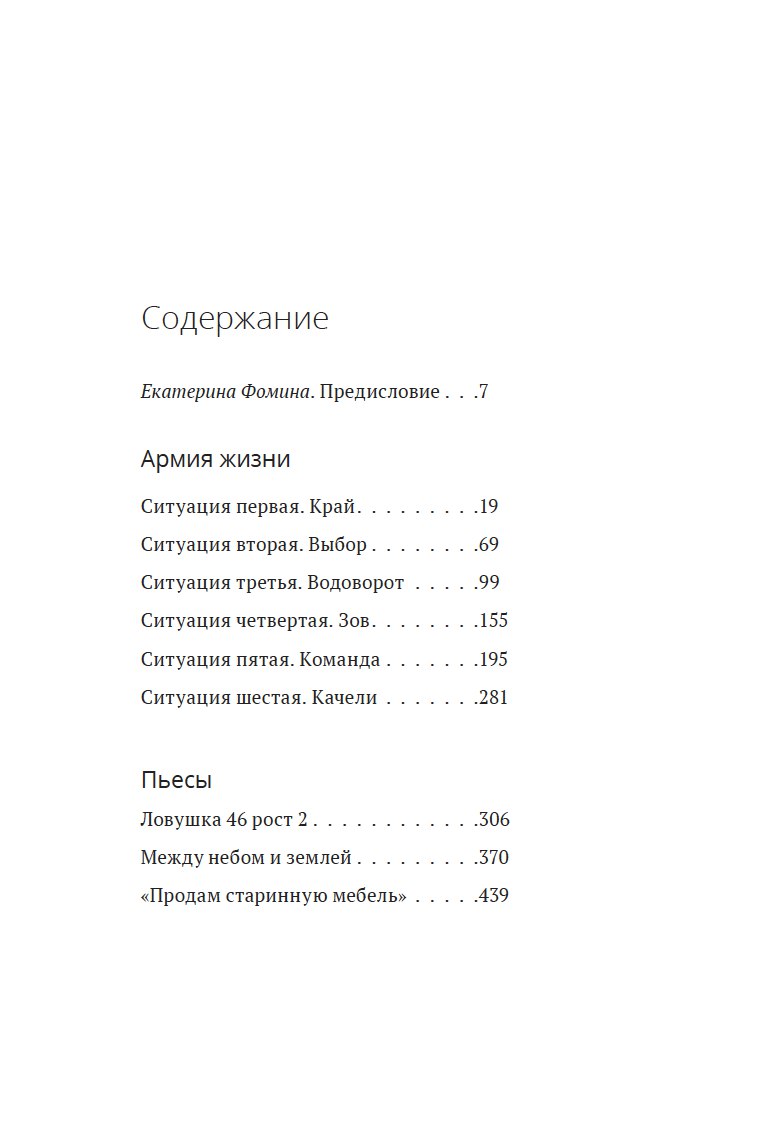 Содержание
Екатерина Фомина. Предисловие . . .7
Армия жизни
Ситуация первая. Край. . . . . . . . .19
Ситуация вторая. Выбор . . . . . . . .69
Ситуация третья. Водоворот . . . . .99
Ситуация четвертая. Зов. . . . . . . .155
Ситуация пятая. Команда . . . . . . .195
Ситуация шестая. Качели . . . . . . .281
Пьесы
Ловушка 46 рост 2 . . . . . . . . . . . .306
Между небом и землей . . . . . . . . .370
«Продам старинную мебель» . . . . .439